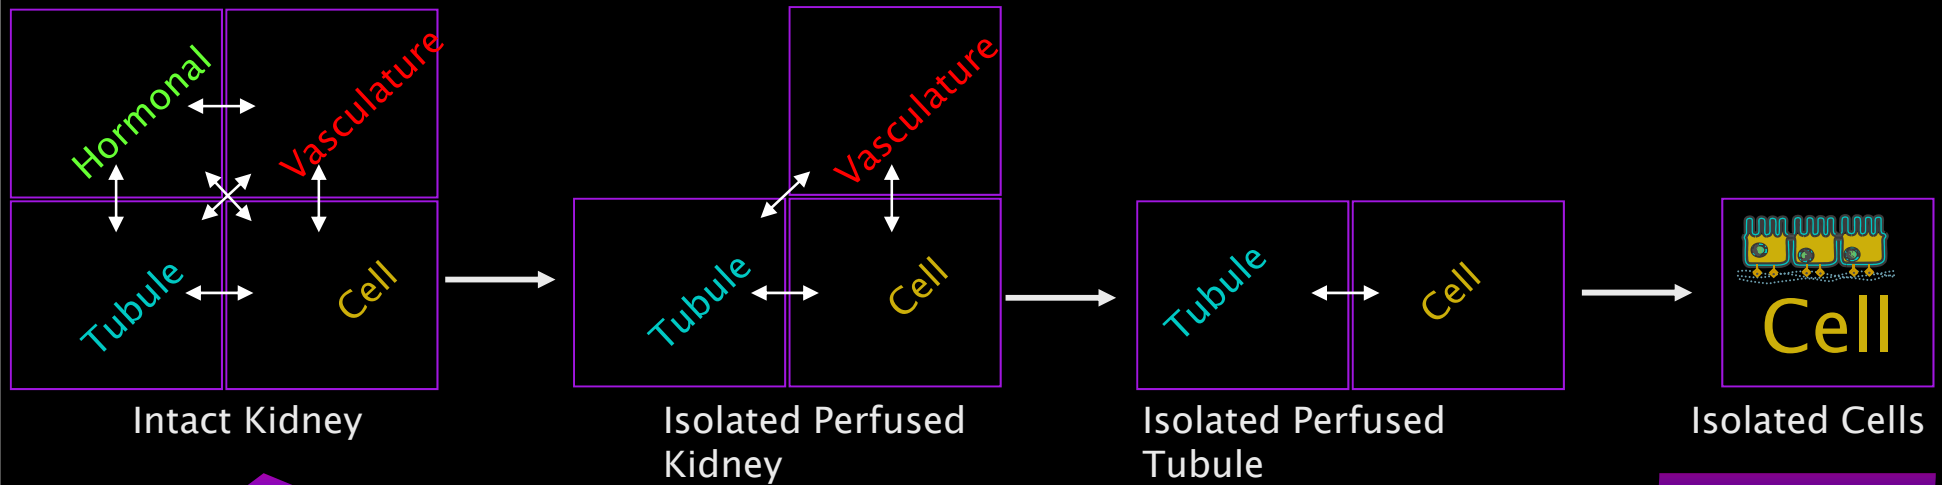 Hormonal
Vasculature
Tubule
Cell
Intact Kidney
Vasculature
Tubule
Cell
Isolated Perfused
Kidney
Tubule
Cell
Isolated Perfused
Tubule
Cell
Isolated Cells